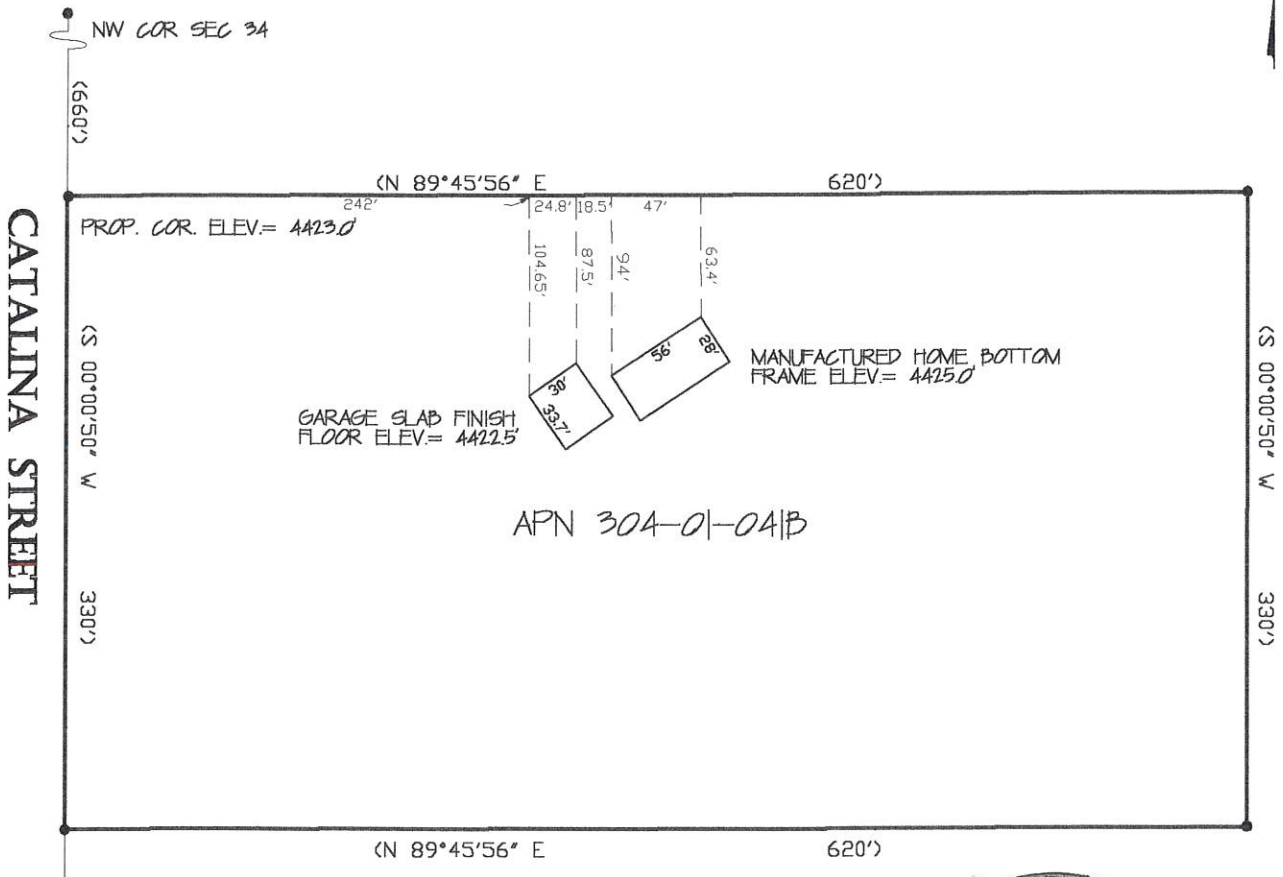 NW COR SEC 34
(660')
(N 89°45'56" E 620')
242' 24.8' 18.5' 47'
PROP. COR. ELEV.= 4423.0'
104.65'
87.5'
94'
63.4'
CATALINA STREET
(S 00°00'50" W 330')
(S 00°00'50" W 330')
56'
28'
MANUFACTURED HOME BOTTOM
FRAME ELEV.= 4425.0'
33.7'
GARAGE SLAB FINISH
FLOOR ELEV.= 4422.5'
APN 304-01-041B
(N 89°45'56" E 620')